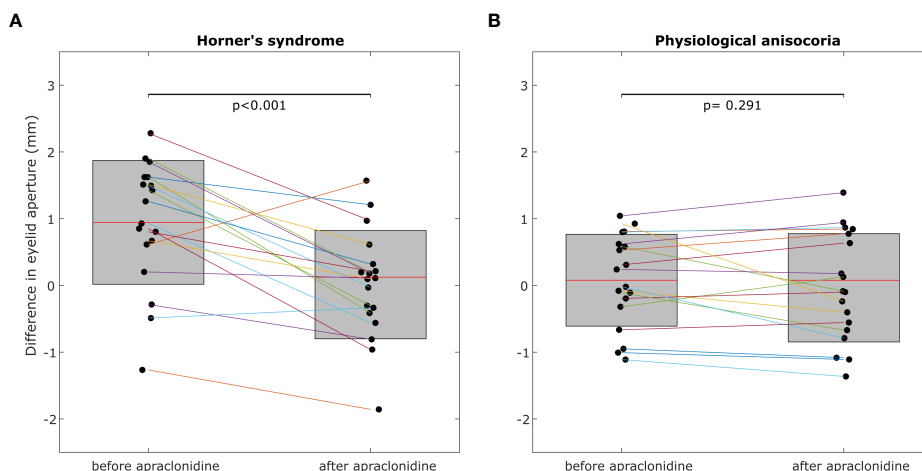 A
Horner's syndrome
Difference in eyelid aperture (mm)
3
2
1
0
-1
-2
p<0.001
before apraclonidine
after apraclonidine
B
Physiological anisocoria
3
2
1
0
-1
-2
p= 0.291
before apraclonidine
after apraclonidine